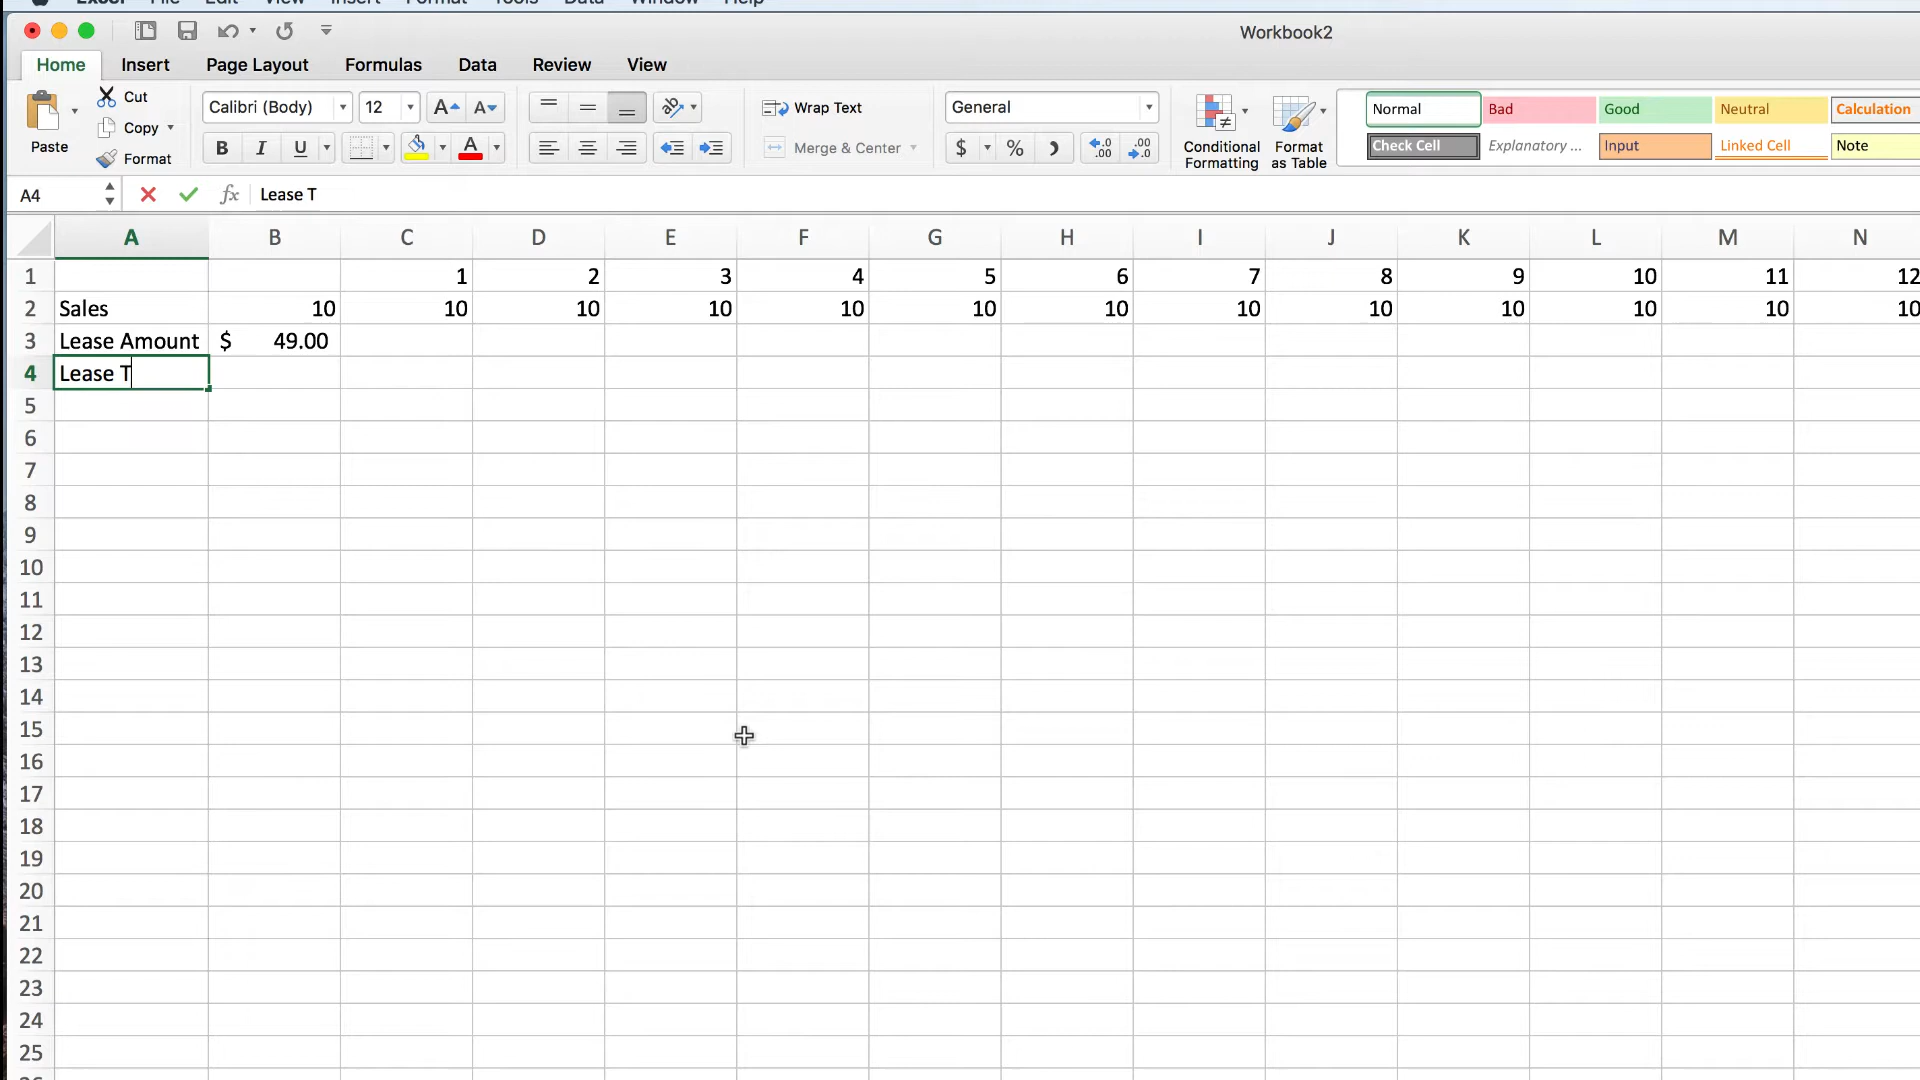 Excel File Edit View Insert Format Tools Data Window Help
Workbook2
Home Insert Page Layout Formulas Data Review View
Paste
Cut
Copy
Format
Calibri (Body) 12 A A
B I U A
Wrap Text
Merge & Center
General
$ % .0 .00 .00 .0
Conditional Formatting
Format as Table
Normal Bad Good Neutral Calculation
Check Cell Explanatory ... Input Linked Cell Note
A4 fx Lease T
A B C D E F G H I J K L M N
1 1 2 3 4 5 6 7 8 9 10 11 12
2 Sales 10 10 10 10 10 10 10 10 10 10 10 10 10
3 Lease Amount $ 49.00
4 Lease T
5
6
7
8
9
10
11
12
13
14
15
16
17
18
19
20
21
22
23
24
25